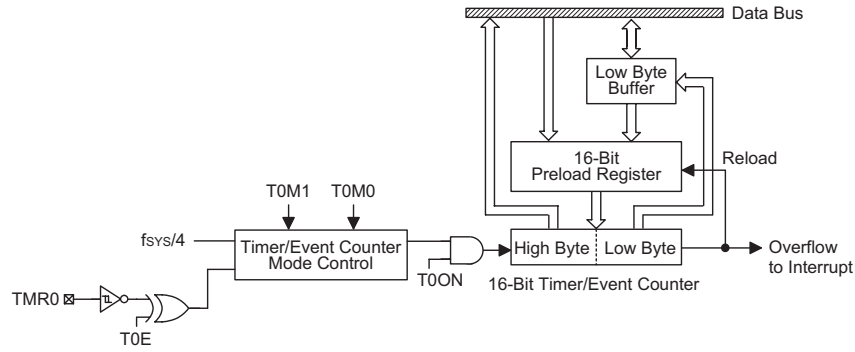 Data Bus
Low Byte
Buffer
16-Bit
Preload Register
Reload
T0M1
T0M0
fSYS/4
Timer/Event Counter
Mode Control
High Byte
Low Byte
Overflow
to Interrupt
T0ON
16-Bit Timer/Event Counter
TMR0
T0E